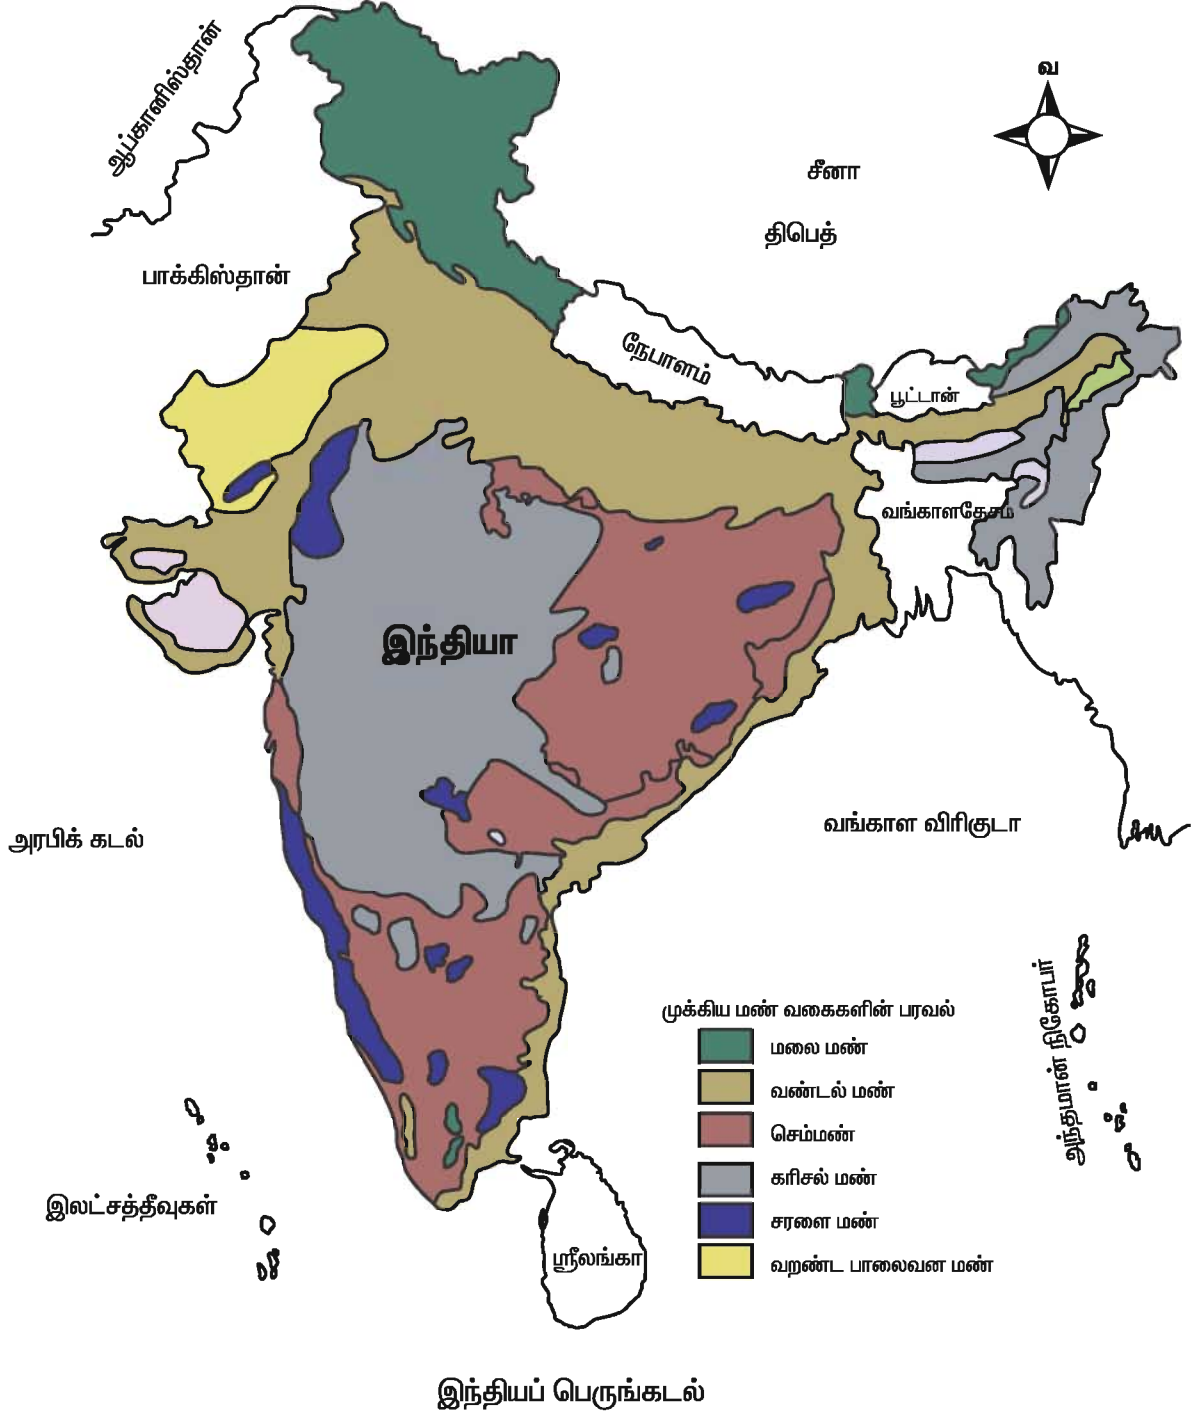 ஆப்கானிஸ்தான்
வ
சீனா
திபெத்
பாக்கிஸ்தான்
நேபாளம்
பூட்டான்
வங்காளதேசம்
இந்தியா
அரபிக் கடல்
வங்காள விரிகுடா
முக்கிய மண் வகைகளின் பரவல்
மலை மண்
வண்டல் மண்
செம்மண்
கரிசல் மண்
சரளை மண்
வறண்ட பாலைவன மண்
அந்தமான் நிகோபர்
இலட்சத்தீவுகள்
ஸ்ரீலங்கா
இந்தியப் பெருங்கடல்